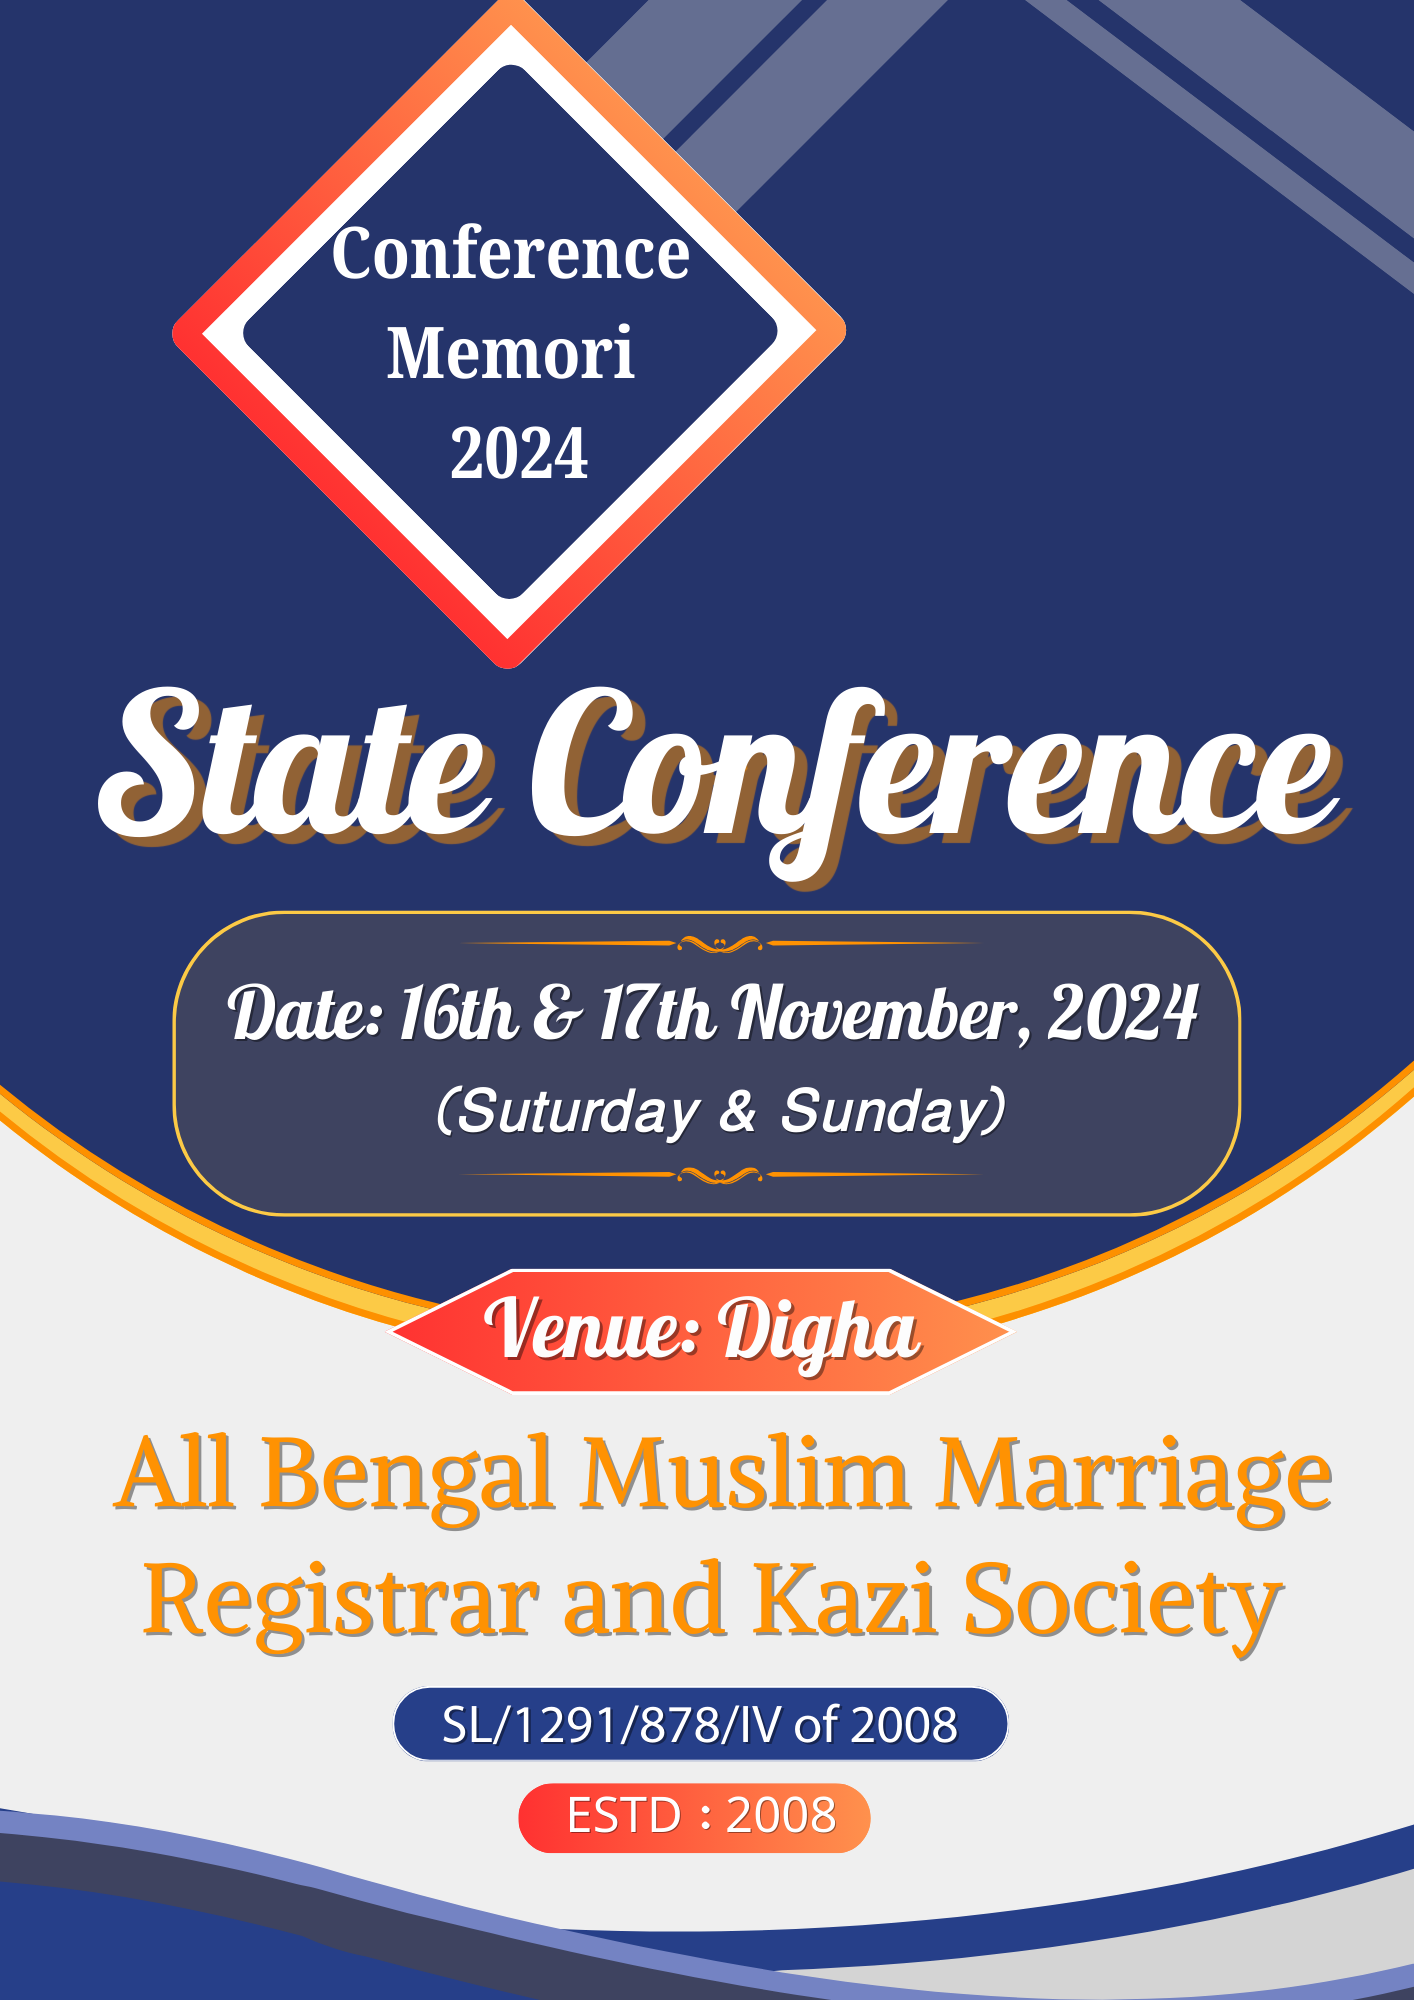 Conference
Memori
2024
State Conference
Date: 16th & 17th November, 2024
(Suturday & Sunday)
Venue: Digha
All Bengal Muslim Marriage
Registrar and Kazi Society
SL/1291/878/IV of 2008
ESTD : 2008